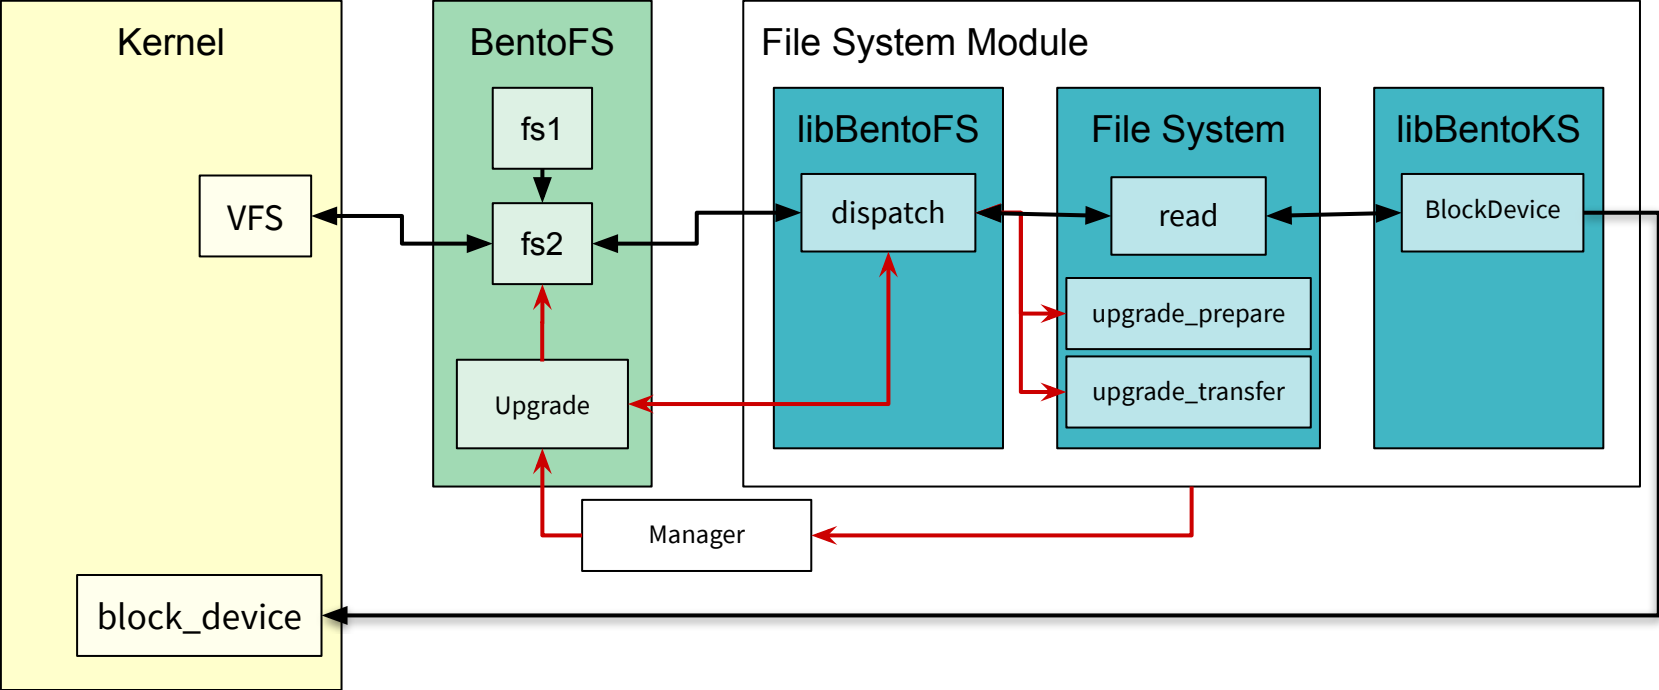 Kernel
VFS
block_device
BentoFS
fs1
fs2
Upgrade
Manager
File System Module
libBentoFS
dispatch
File System
read
upgrade_prepare
upgrade_transfer
libBentoKS
BlockDevice